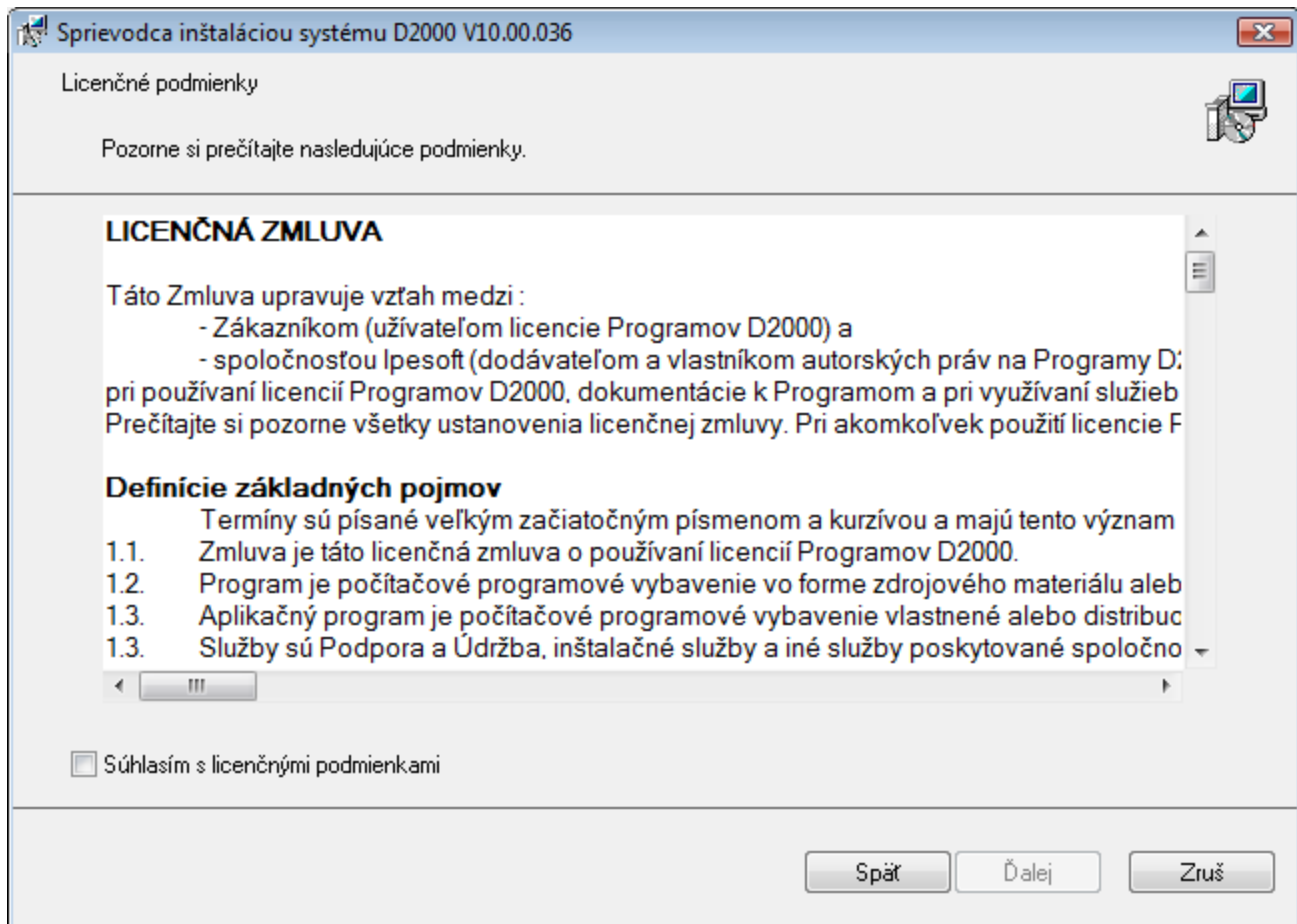 Sprievodca inštaláciou systému D2000 V10.00.036
Licenčné podmienky
Pozorne si prečítajte nasledujúce podmienky.
LICENČNÁ ZMLUVA
Táto Zmluva upravuje vzťah medzi :
- Zákazníkom (užívateľom licencie Programov D2000) a
- spoločnosťou Ipesoft (dodávateľom a vlastníkom autorských práv na Programy
pri používaní licencií Programov D2000, dokumentácie k Programom a pri využívaní služieb
Prečítajte si pozorne všetky ustanovenia licenčnej zmluvy. Pri akomkoľvek použití licencie
Definície základných pojmov
Termíny sú písané veľkým začiatočným písmenom a kurzívou a majú tento význam
1.1. Zmluva je táto licenčná zmluva o používaní licencií Programov D2000.
1.2. Program je počítačové programové vybavenie vo forme zdrojového materiálu aleb
1.3. Aplikačný program je počítačové programové vybavenie vlastnené alebo distribuc
1.3. Služby sú Podpora a Údržba, inštalačné služby a iné služby poskytované spoločno
Súhlasím s licenčnými podmienkami
Späť
Ďalej
Zruš